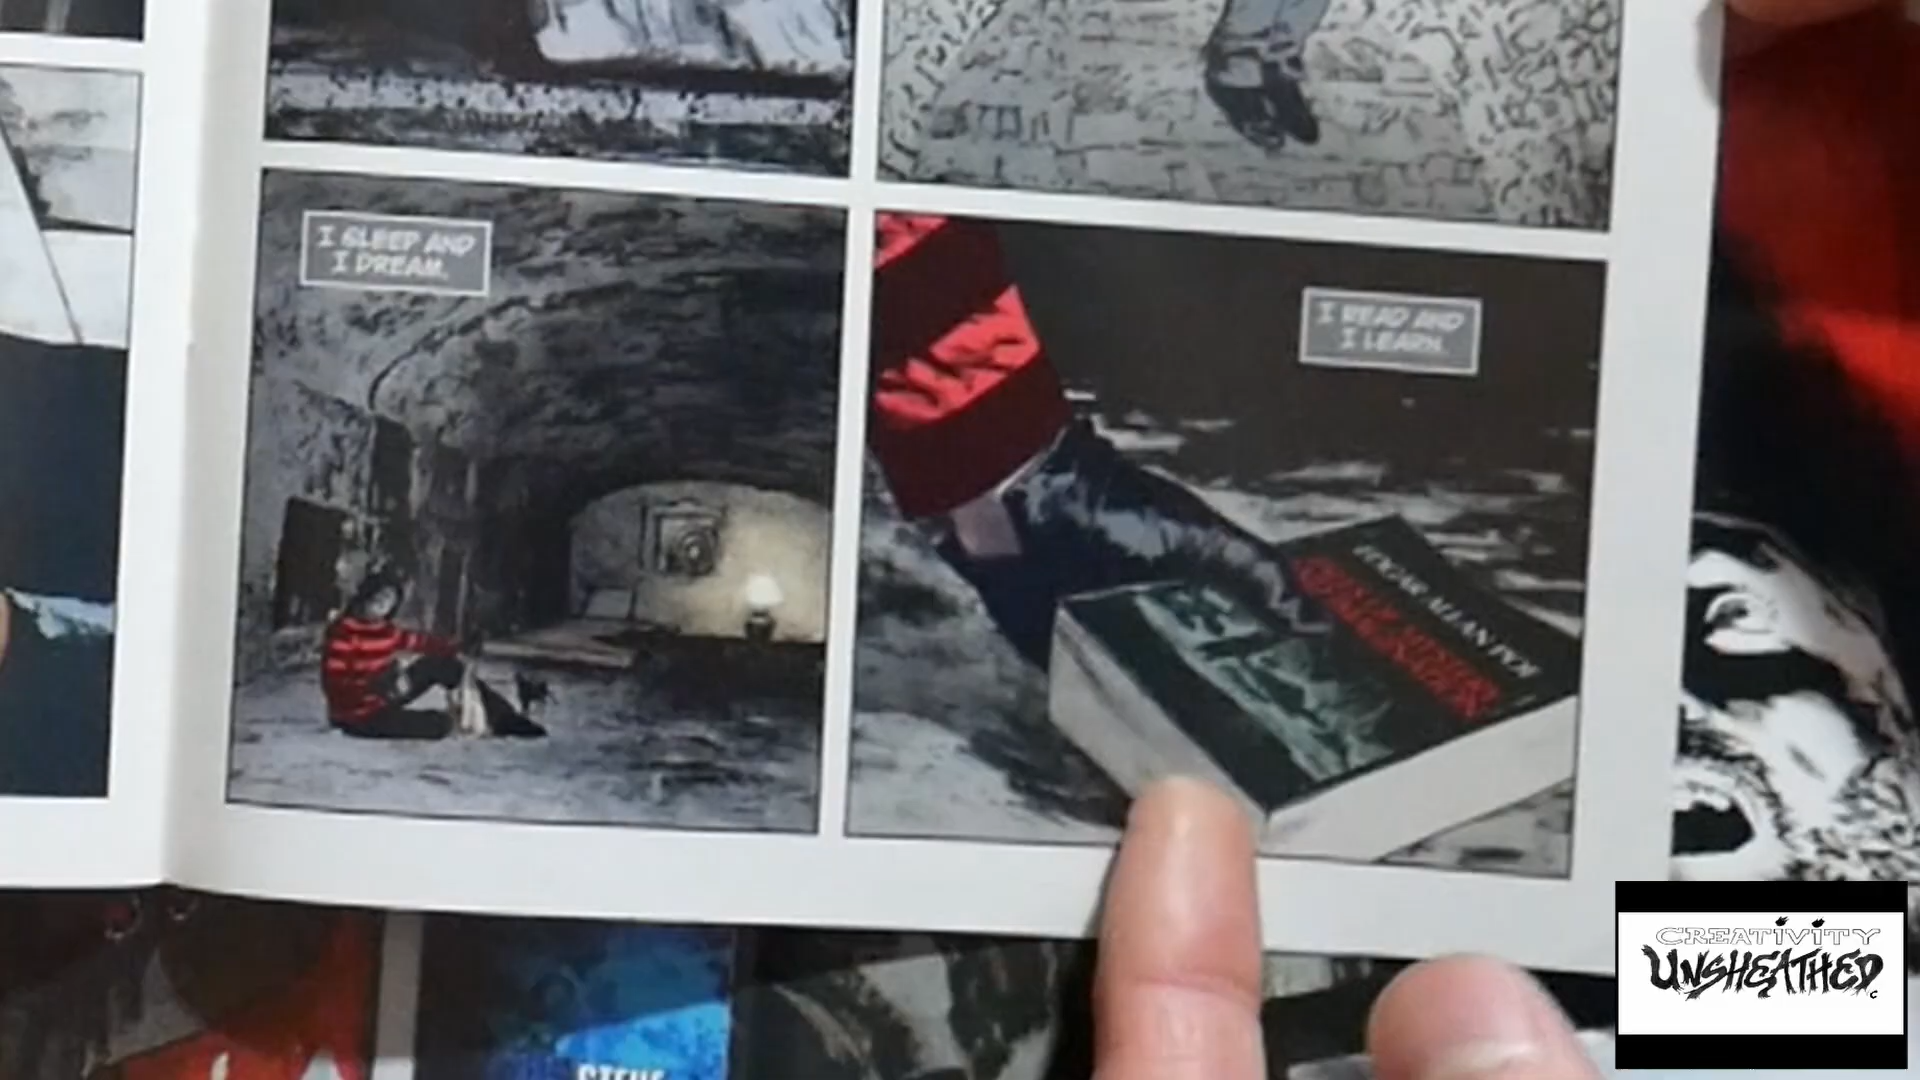 I SLEEP AND
I DREAM.
I READ AND
I LEARN.
EDGAR ALLAN POE
CREATIVITY
UNSHEATHED